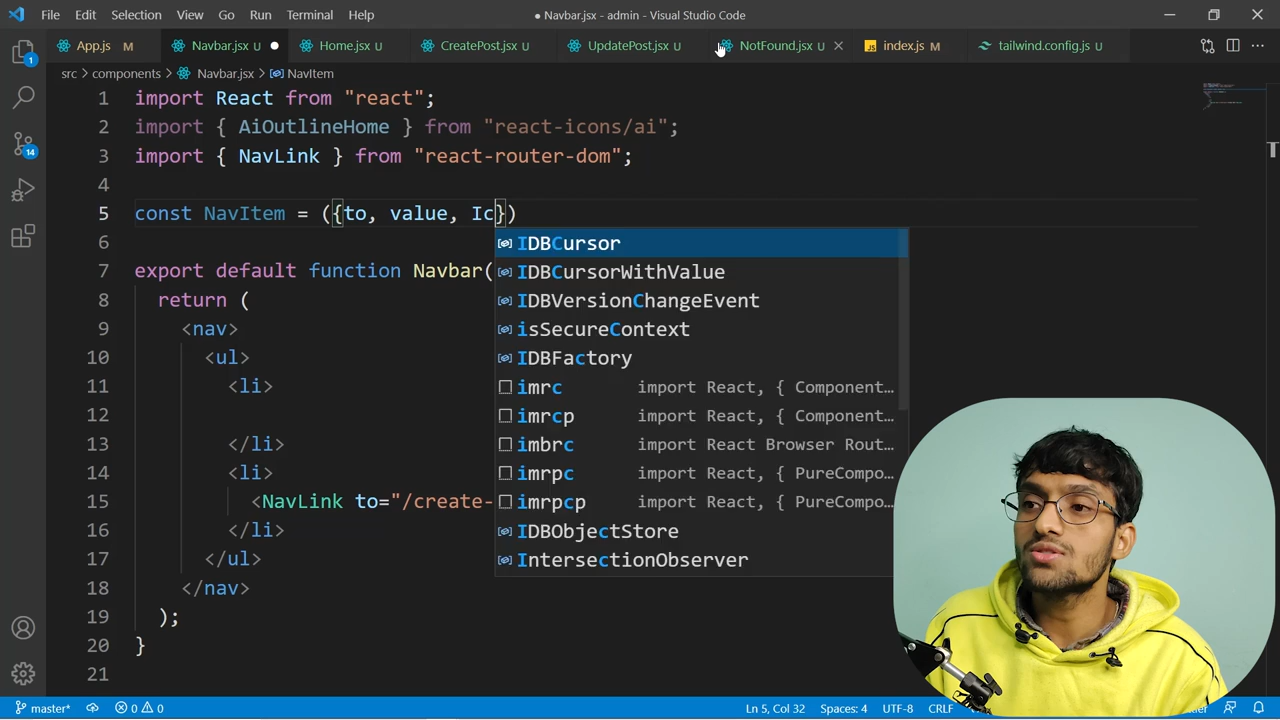 File Edit Selection View Go Run Terminal Help
● Navbar.jsx - admin - Visual Studio Code
App.js M Navbar.jsx U Home.jsx U CreatePost.jsx U UpdatePost.jsx U NotFound.jsx U index.js M tailwind.config.js U
src > components > Navbar.jsx > NavItem
1 import React from "react";
2 import { AiOutlineHome } from "react-icons/ai";
3 import { NavLink } from "react-router-dom";
4
5 const NavItem = ({to, value, Ic})
6
7 export default function Navbar(
8 return (
9 <nav>
10 <ul>
11 <li>
12
13 </li>
14 <li>
15 <NavLink to="/create-
16 </li>
17 </ul>
18 </nav>
19 );
20 }
21
IDBCursor
IDBCursorWithValue
IDBVersionChangeEvent
isSecureContext
IDBFactory
imrc import React, { Component…
imrcp import React, { Component…
imbrc import React Browser Rout…
imrpc import React, { PureCompo…
imrpcp import React, { PureCompo…
IDBObjectStore
IntersectionObserver
1
14
master* 0 0 Ln 5, Col 32 Spaces: 4 UTF-8 CRLF